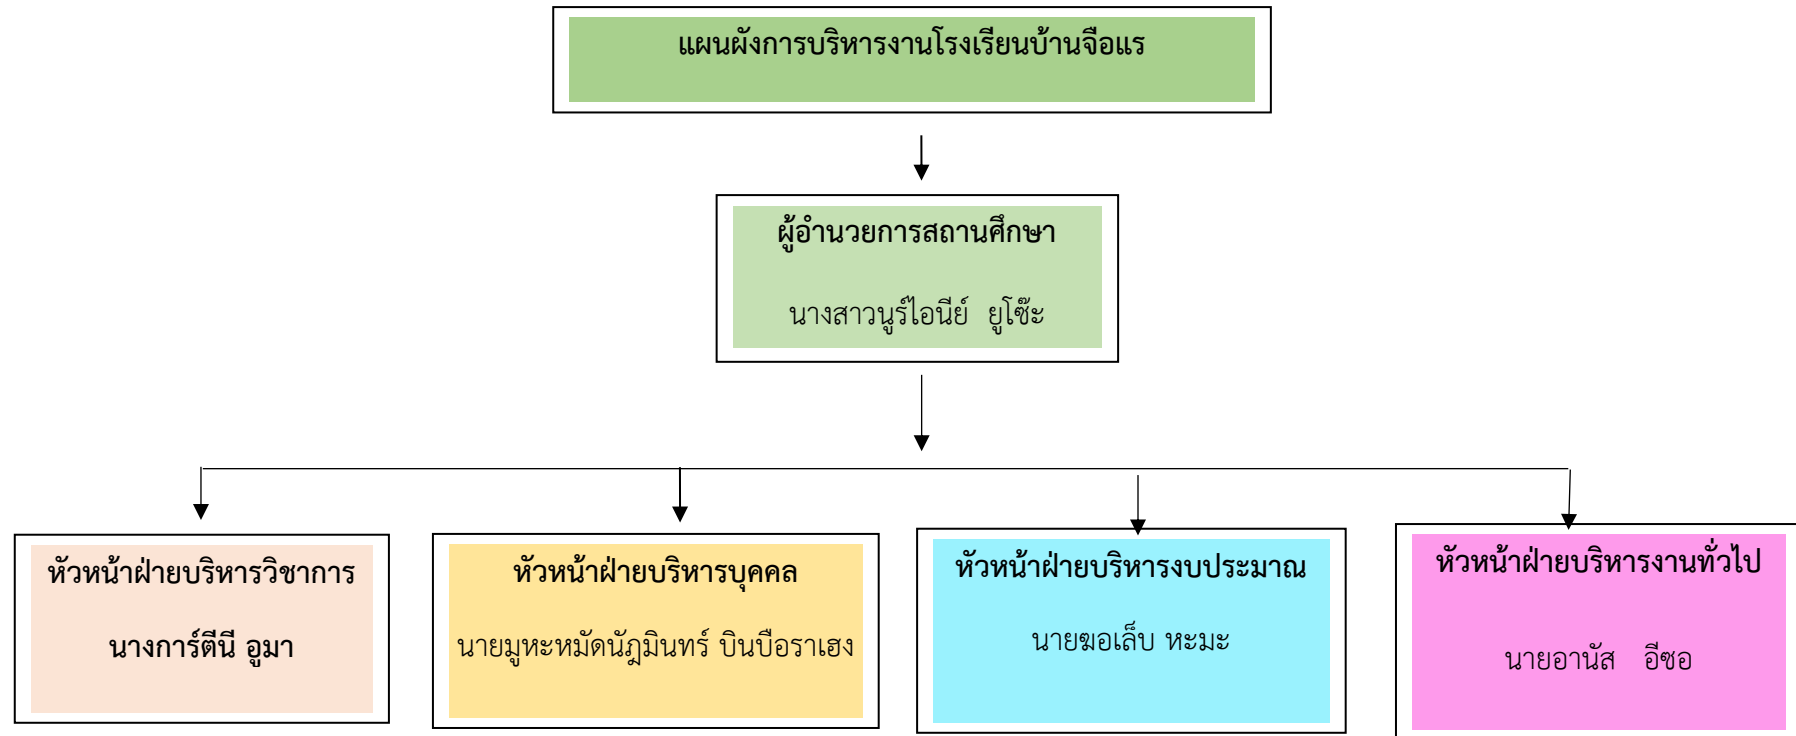 แผนผังการบริหารงานโรงเรียนบ้านจือแร
ผู้อำนวยการสถานศึกษา
นางสาวนูร์ไอนีย์ ยูโซ๊ะ
หัวหน้าฝ่ายบริหารวิชาการ
นางการ์ตีนี อูมา
หัวหน้าฝ่ายบริหารบุคคล
นายมูหะหมัดนัฎมินทร์ บินบือราเฮง
หัวหน้าฝ่ายบริหารงบประมาณ
นายฆอเล็บ หะมะ
หัวหน้าฝ่ายบริหารงานทั่วไป
นายอานัส อีซอ